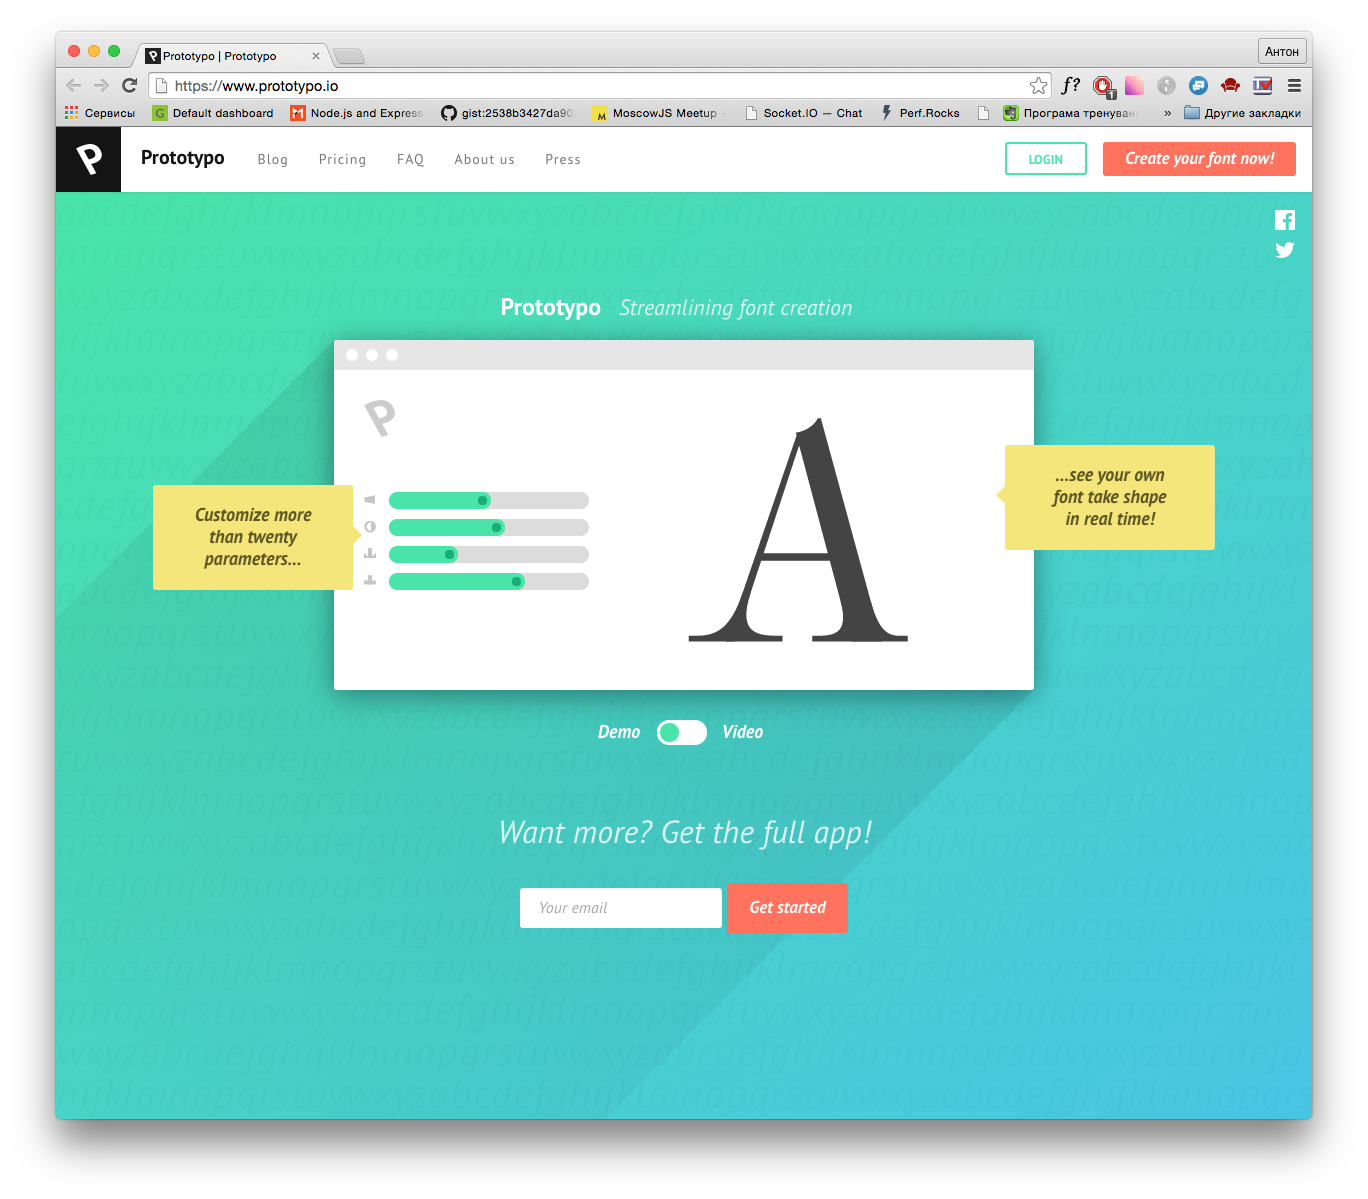 Prototypo | Prototypo
Антон
https://www.prototypo.io
f?
1
Сервисы
Default dashboard
Node.js and Express
gist:2538b3427da90
MoscowJS Meetup
Socket.IO — Chat
Perf.Rocks
Програма тренуван
»
Другие закладки
P
Prototypo
Blog
Pricing
FAQ
About us
Press
LOGIN
Create your font now!
Prototypo Streamlining font creation
P
A
Customize more
than twenty
parameters...
...see your own
font take shape
in real time!
Demo
Video
Want more? Get the full app!
Your email
Get started